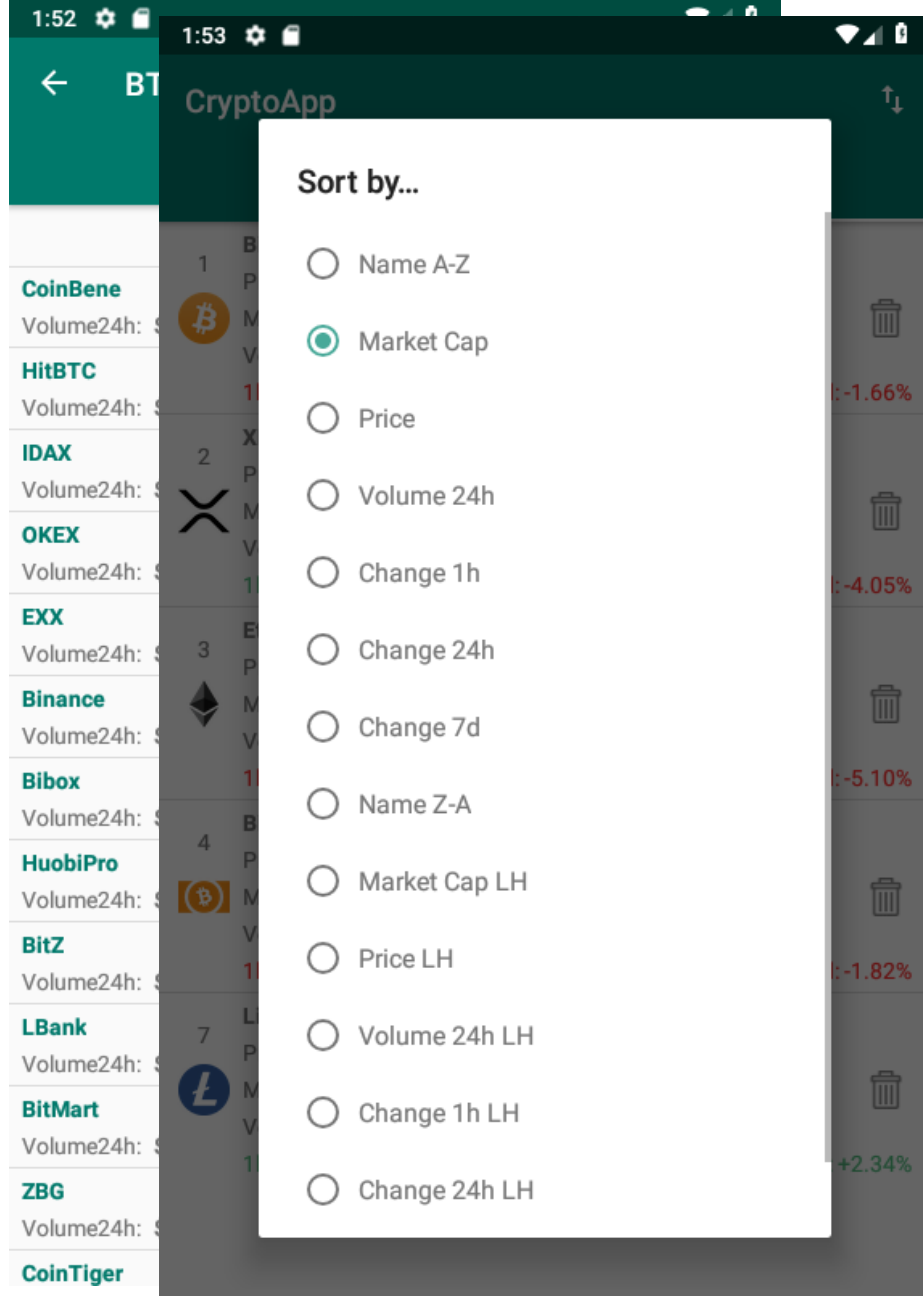 1:52
BT
CoinBene
Volume24h:
HitBTC
Volume24h:
IDAX
Volume24h:
OKEX
Volume24h:
EXX
Volume24h:
Binance
Volume24h:
Bibox
Volume24h:
HuobiPro
Volume24h:
BitZ
Volume24h:
LBank
Volume24h:
BitMart
Volume24h:
ZBG
Volume24h:
CoinTiger
1:53
CryptoApp
Sort by...
Name A-Z
Market Cap
Price
Volume 24h
Change 1h
Change 24h
Change 7d
Name Z-A
Market Cap LH
Price LH
Volume 24h LH
Change 1h LH
Change 24h LH
1
-1.66%
2
-4.05%
3
-5.10%
4
-1.82%
7
+2.34%